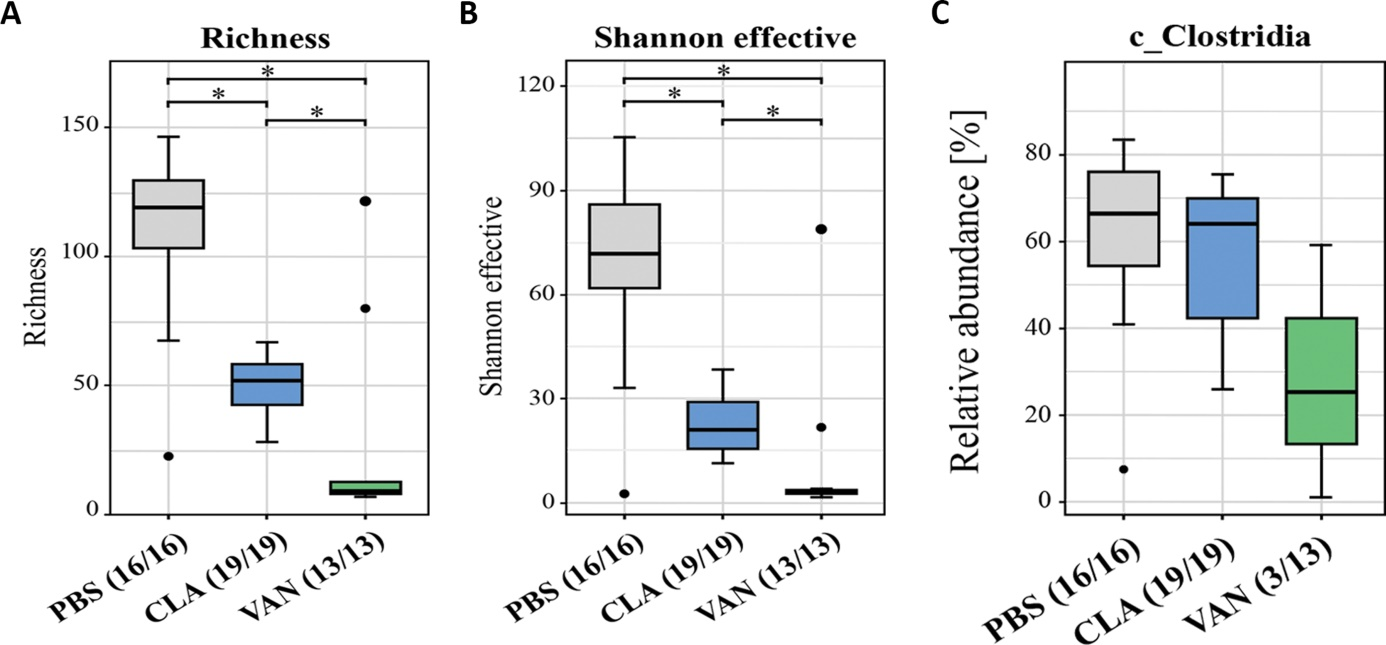 A
Richness
*
*
*
150
100
50
0
Richness
PBS (16/16)
CLA (19/19)
VAN (13/13)
B
Shannon effective
*
*
*
120
90
60
30
0
Shannon effective
PBS (16/16)
CLA (19/19)
VAN (13/13)
C
c_Clostridia
80
60
40
20
0
Relative abundance [%]
PBS (16/16)
CLA (19/19)
VAN (3/13)